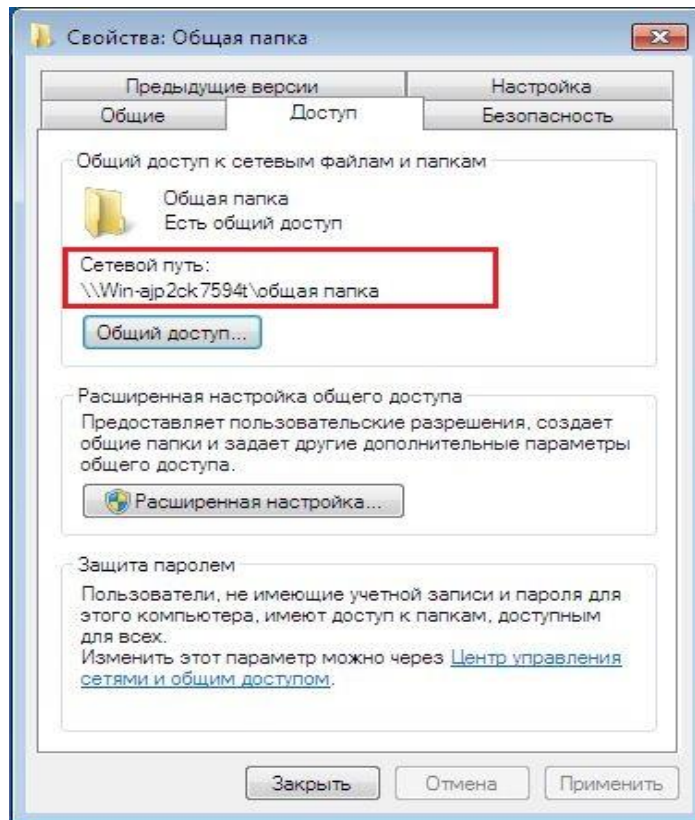 Свойства: Общая папка
Предыдущие версии
Настройка
Общие
Доступ
Безопасность
Общий доступ к сетевым файлам и папкам
Общая папка
Есть общий доступ
Сетевой путь:
\\Win-ajp2ck7594t\общая папка
Общий доступ...
Расширенная настройка общего доступа
Предоставляет пользовательские разрешения, создает
общие папки и задает другие дополнительные параметры
общего доступа.
Расширенная настройка...
Защита паролем
Пользователи, не имеющие учетной записи и пароля для
этого компьютера, имеют доступ к папкам, доступным
для всех.
Изменить этот параметр можно через Центр управления
сетями и общим доступом.
Закрыть
Отмена
Применить